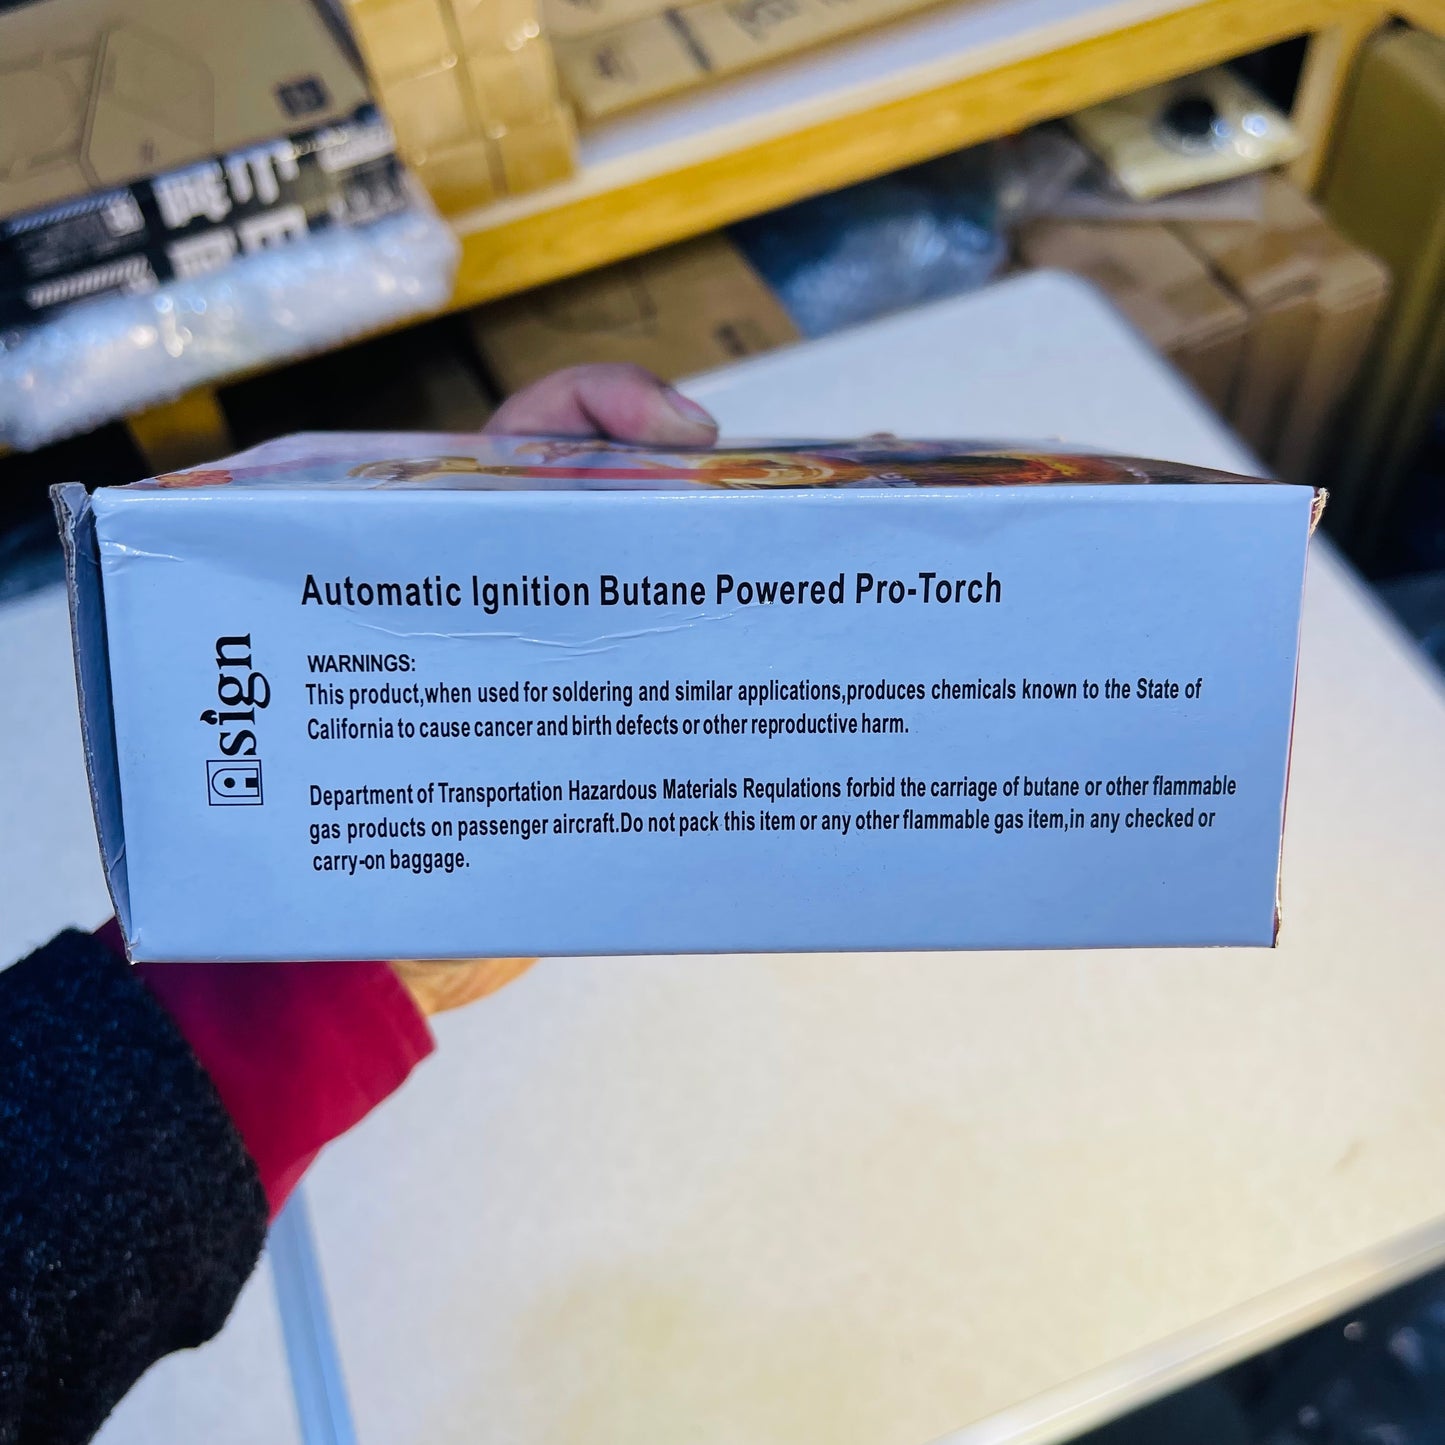 Automatic Ignition Butane Powered Pro-Torch
WARNINGS:
This product,when used for soldering and similar applications,produces chemicals known to the State of
California to cause cancer and birth defects or other reproductive harm.
Department of Transportation Hazardous Materials Requlations forbid the carriage of butane or other flammable
gas products on passenger aircraft.Do not pack this item or any other flammable gas item,in any checked or
carry-on baggage.
sign